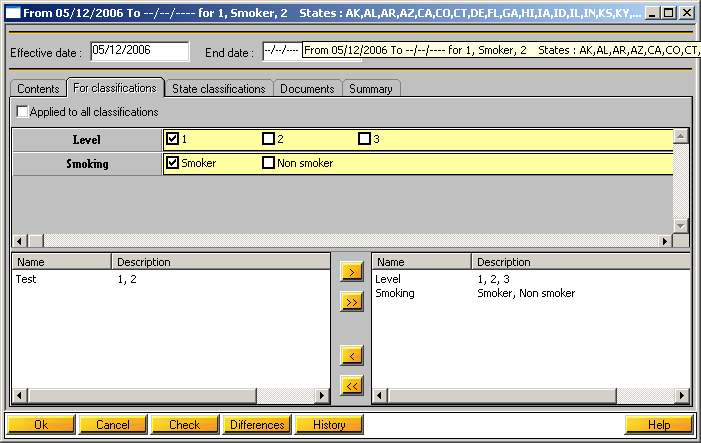 From 05/12/2006 To --/--/---- for 1, Smoker, 2 States : AK,AL,AR,AZ,CA,CO,CT,DE,FL,GA,HI,IA,ID,IL,IN,KS,KY,...
Effective date : 05/12/2006 End date : --/--/----
From 05/12/2006 To --/--/---- for 1, Smoker, 2 States : AK,AL,AR,AZ,CA,CO,CT,
Contents For classifications State classifications Documents Summary
Applied to all classifications
Level 1 2 3
Smoking Smoker Non smoker
Name Description Name Description
Test 1, 2 > Level 1, 2, 3
Smoking Smoker, Non smoker
>>
<
<<
Ok Cancel Check Differences History Help